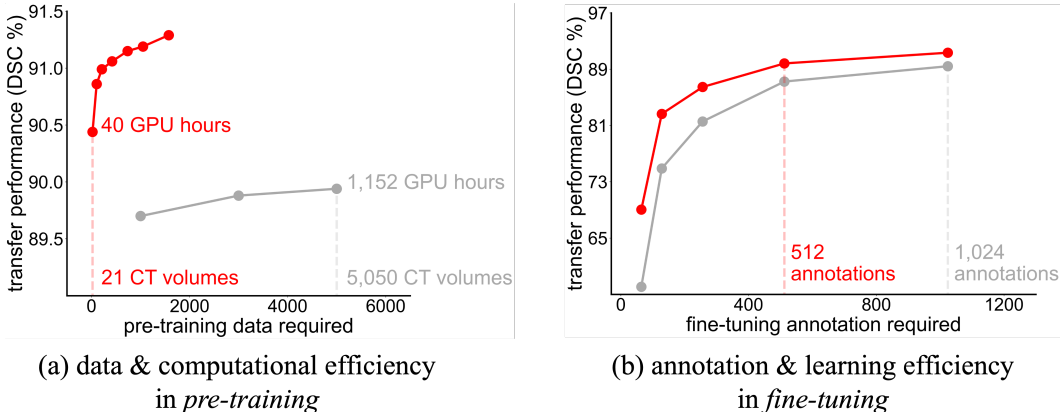 transfer performance (DSC %)
91.5
91.0
90.5
90.0
89.5
40 GPU hours
1,152 GPU hours
21 CT volumes
5,050 CT volumes
0 2000 4000 6000
pre-training data required
(a) data & computational efficiency
in pre-training
transfer performance (DSC %)
97
89
81
73
65
512
annotations
1,024
annotations
0 400 800 1200
fine-tuning annotation required
(b) annotation & learning efficiency
in fine-tuning